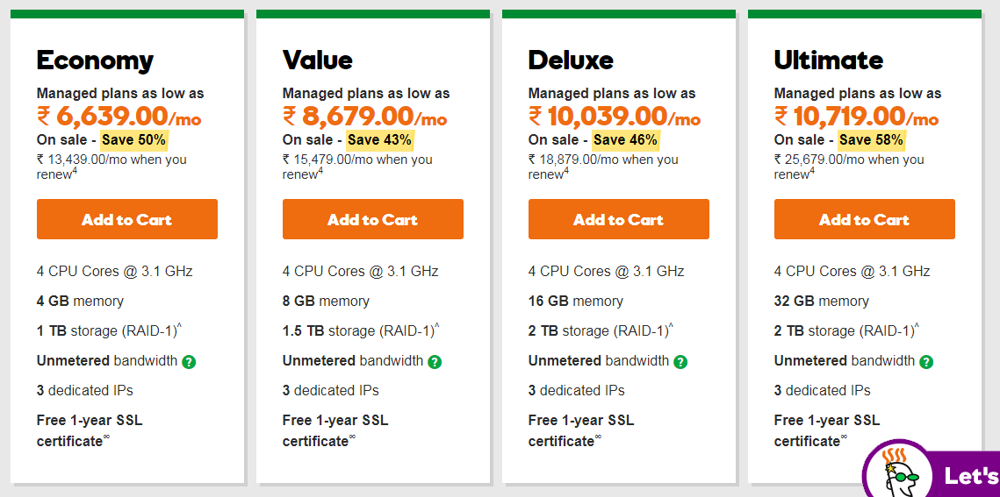 Economy
Managed plans as low as
₹ 6,639.00/mo
On sale - Save 50%
₹ 13,439.00/mo when you
renew4
Add to Cart
4 CPU Cores @ 3.1 GHz
4 GB memory
1 TB storage (RAID-1)^
Unmetered bandwidth ?
3 dedicated IPs
Free 1-year SSL
certificate∞
Value
Managed plans as low as
₹ 8,679.00/mo
On sale - Save 43%
₹ 15,479.00/mo when you
renew4
Add to Cart
4 CPU Cores @ 3.1 GHz
8 GB memory
1.5 TB storage (RAID-1)^
Unmetered bandwidth ?
3 dedicated IPs
Free 1-year SSL
certificate∞
Deluxe
Managed plans as low as
₹ 10,039.00/mo
On sale - Save 46%
₹ 18,879.00/mo when you
renew4
Add to Cart
4 CPU Cores @ 3.1 GHz
16 GB memory
2 TB storage (RAID-1)^
Unmetered bandwidth ?
3 dedicated IPs
Free 1-year SSL
certificate∞
Ultimate
Managed plans as low as
₹ 10,719.00/mo
On sale - Save 58%
₹ 25,679.00/mo when you
renew4
Add to Cart
4 CPU Cores @ 3.1 GHz
32 GB memory
2 TB storage (RAID-1)^
Unmetered bandwidth ?
3 dedicated IPs
Free 1-year SSL
certificate∞
Let's